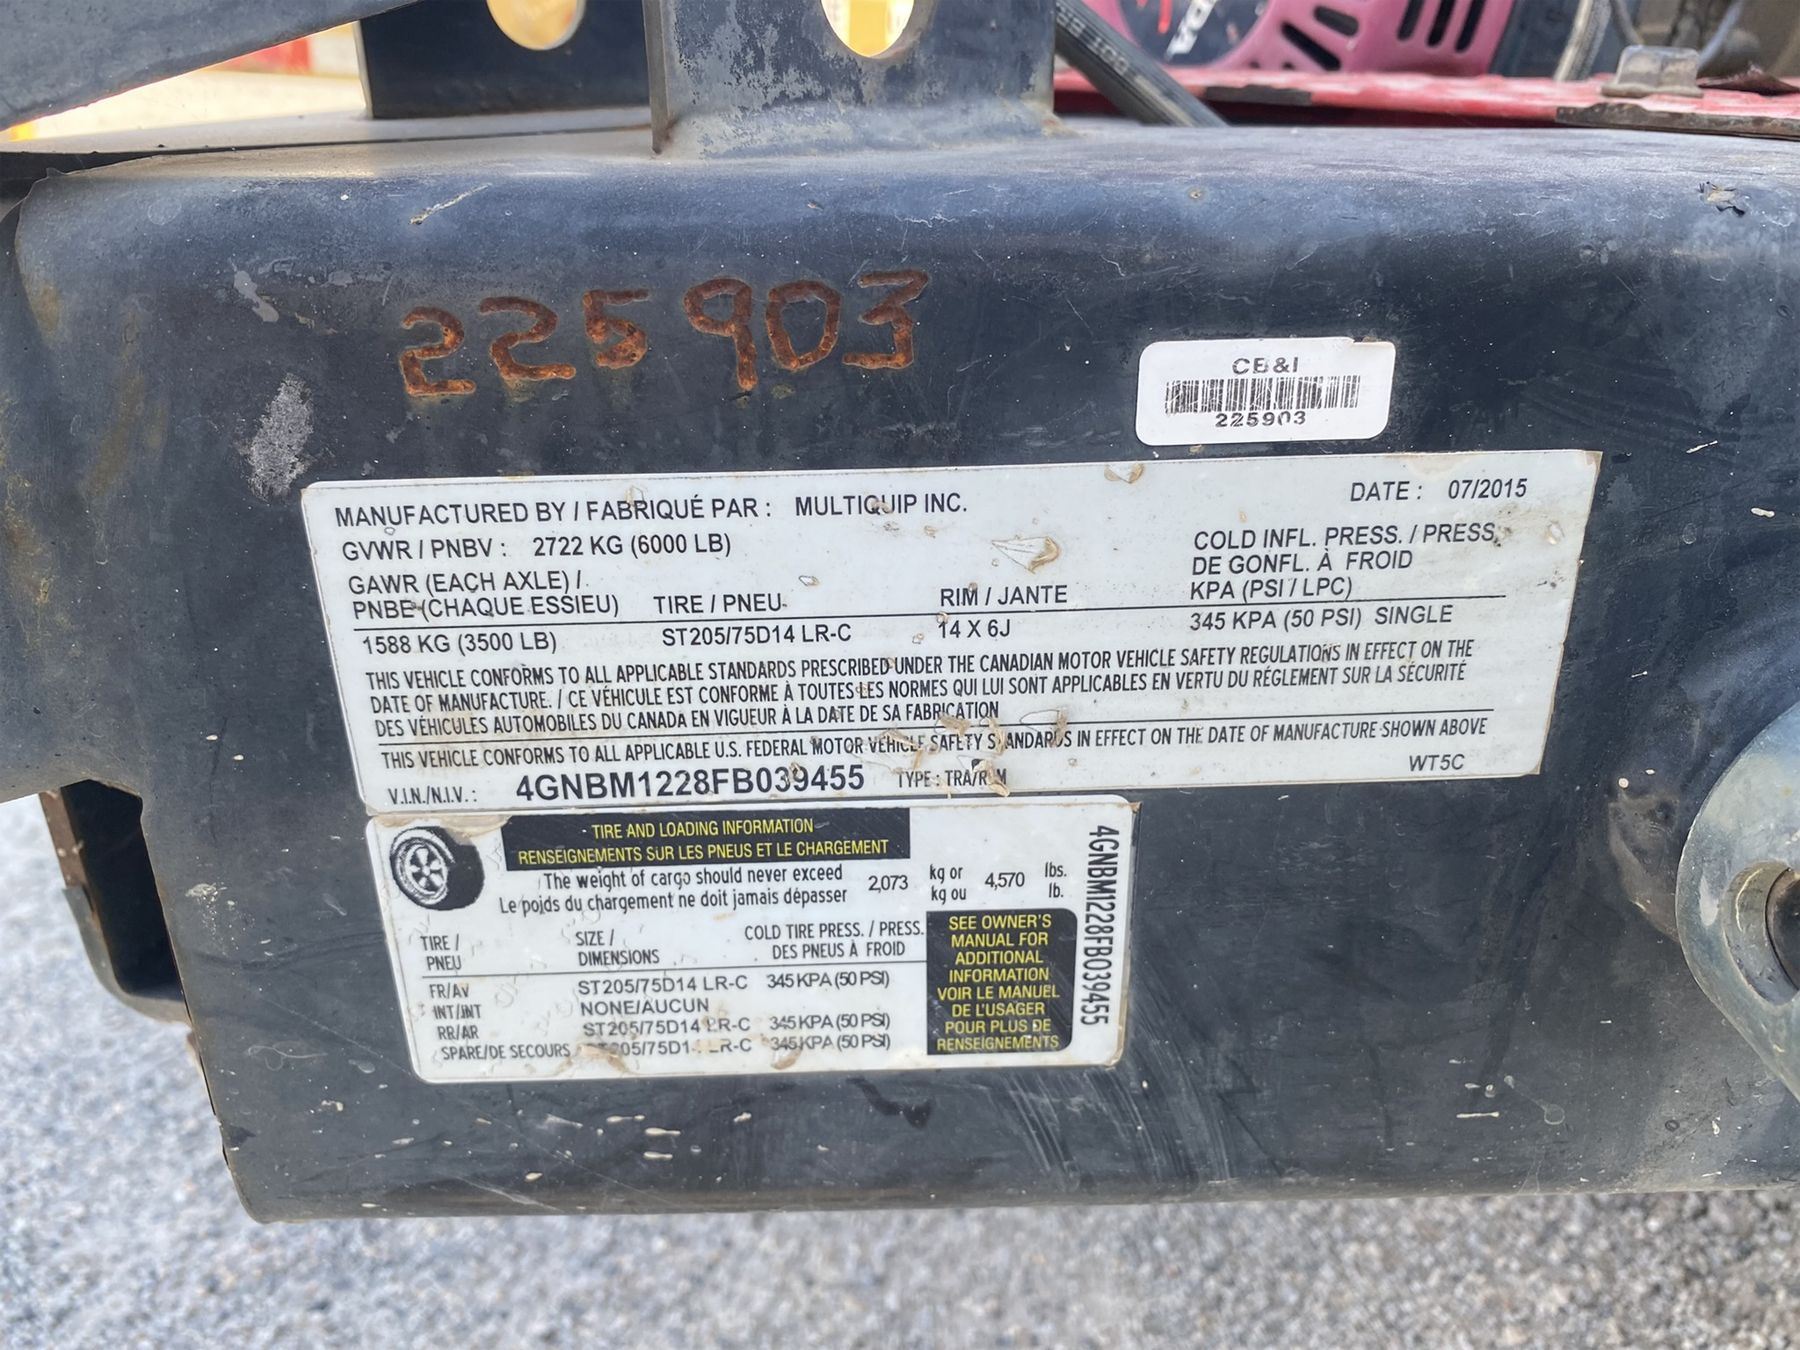 HONDA
225903
CB&I
225903
MANUFACTURED BY / FABRIQUÉ PAR : MULTIQUIP INC. DATE : 07/2015
GVWR / PNBV : 2722 KG (6000 LB)
COLD INFL. PRESS. / PRESS.
DE GONFL. À FROID
KPA (PSI / LPC)
GAWR (EACH AXLE) /
PNBE (CHAQUE ESSIEU) TIRE / PNEU RIM / JANTE
1588 KG (3500 LB) ST205/75D14 LR-C 14 X 6J 345 KPA (50 PSI) SINGLE
THIS VEHICLE CONFORMS TO ALL APPLICABLE STANDARDS PRESCRIBED UNDER THE CANADIAN MOTOR VEHICLE SAFETY REGULATIONS IN EFFECT ON THE
DATE OF MANUFACTURE. / CE VÉHICULE EST CONFORME À TOUTES LES NORMES QUI LUI SONT APPLICABLES EN VERTU DU RÉGLEMENT SUR LA SÉCURITÉ
DES VÉHICULES AUTOMOBILES DU CANADA EN VIGUEUR À LA DATE DE SA FABRICATION
THIS VEHICLE CONFORMS TO ALL APPLICABLE U.S. FEDERAL MOTOR VEHICLE SAFETY STANDARDS IN EFFECT ON THE DATE OF MANUFACTURE SHOWN ABOVE
V.I.N./N.I.V.: 4GNBM1228FB039455 TYPE : TRA/REM WT5C
TIRE AND LOADING INFORMATION
RENSEIGNEMENTS SUR LES PNEUS ET LE CHARGEMENT
The weight of cargo should never exceed 2,073 kg or 4,570 lbs.
Le poids du chargement ne doit jamais dépasser kg ou lb.
TIRE / SIZE / COLD TIRE PRESS. / PRESS.
PNEU DIMENSIONS DES PNEUS À FROID
FR/AV ST205/75D14 LR-C 345 KPA (50 PSI)
INT/INT NONE/AUCUN
RR/AR ST205/75D14 LR-C 345 KPA (50 PSI)
SPARE/DE SECOURS ST205/75D14 LR-C 345 KPA (50 PSI)
SEE OWNER'S
MANUAL FOR
ADDITIONAL
INFORMATION
VOIR LE MANUEL
DE L'USAGER
POUR PLUS DE
RENSEIGNEMENTS
4GNBM1228FB039455